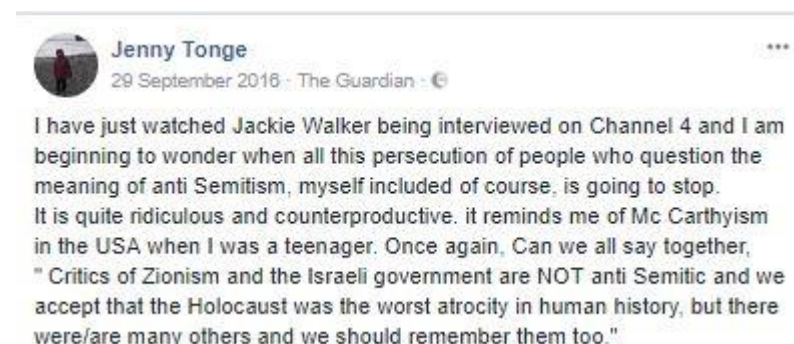 Jenny Tonge
29 September 2016 · The Guardian ·
I have just watched Jackie Walker being interviewed on Channel 4 and I am
beginning to wonder when all this persecution of people who question the
meaning of anti Semitism, myself included of course, is going to stop.
It is quite ridiculous and counterproductive. it reminds me of Mc Carthyism
in the USA when I was a teenager. Once again, Can we all say together,
" Critics of Zionism and the Israeli government are NOT anti Semitic and we
accept that the Holocaust was the worst atrocity in human history, but there
were/are many others and we should remember them too."